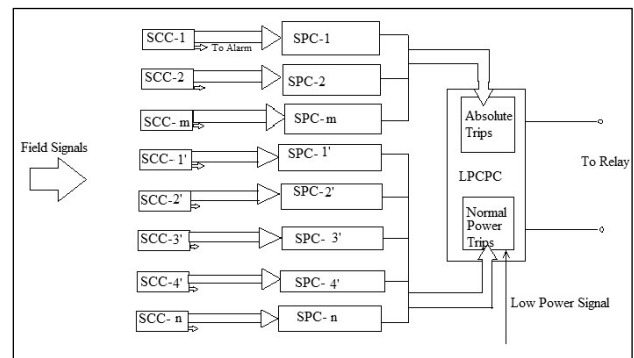 SCC-1
To Alarm
SPC-1
SCC-2
SPC-2
SCC- m
SPC-m
SCC- 1'
SPC- 1'
SCC-2'
SPC-2'
SCC-3'
SPC- 3'
SCC-4'
SPC- 4'
SCC- n
SPC-n
Field Signals
Absolute
Trips
LPCPC
Normal
Power
Trips
To Relay
Low Power Signal